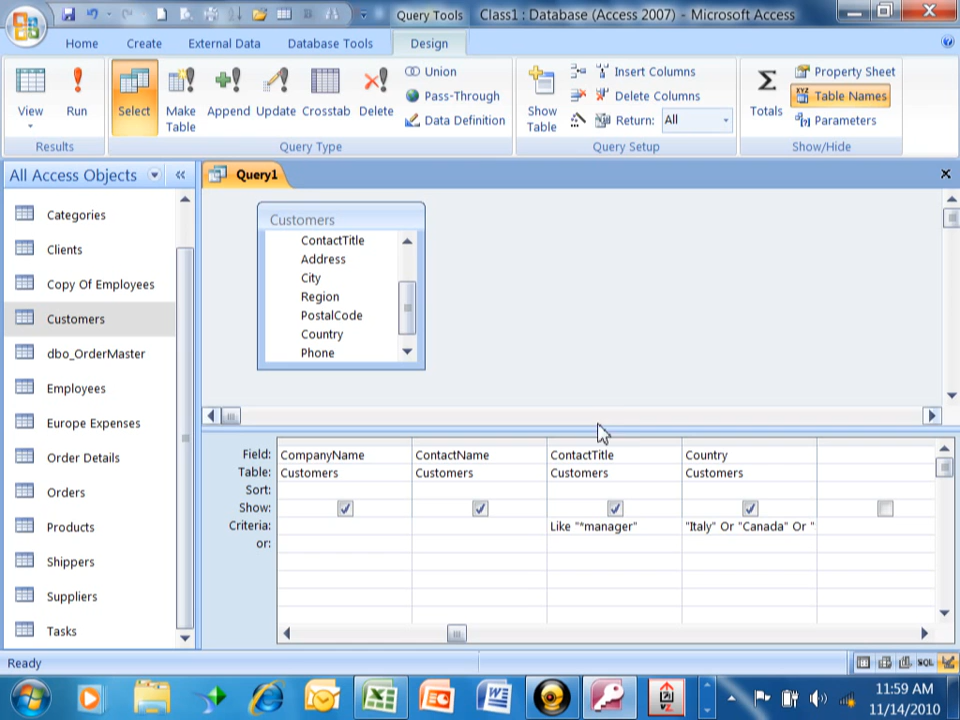 Query Tools Class1 : Database (Access 2007) - Microsoft Access
Home Create External Data Database Tools Design
View
Run
Select
Make Table
Append
Update
Crosstab
Delete
Union
Pass-Through
Data Definition
Show Table
Insert Columns
Delete Columns
Return: All
Totals
Property Sheet
Table Names
Parameters
Results Query Type Query Setup Show/Hide
All Access Objects
Query1
Categories
Clients
Copy Of Employees
Customers
dbo_OrderMaster
Employees
Europe Expenses
Order Details
Orders
Products
Shippers
Suppliers
Tasks
Customers
ContactTitle
Address
City
Region
PostalCode
Country
Phone
Field: CompanyName ContactName ContactTitle Country
Table: Customers Customers Customers Customers
Sort:
Show:
Criteria: Like "*manager" "Italy" Or "Canada" Or "
or:
Ready
SQL
11:59 AM
11/14/2010